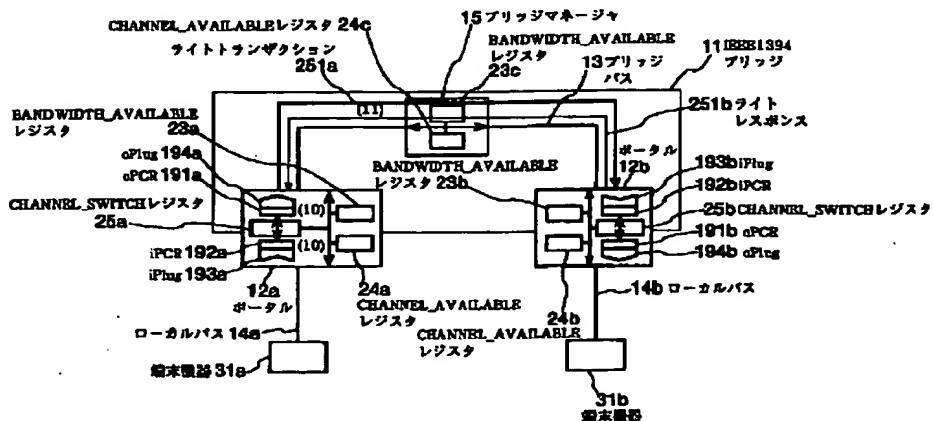 CHANNEL_AVAILABLEレジスタ 24c
ライトトランザクション
251a
15 ブリッジマネージャ
BANDWIDTH_AVAILABLE
レジスタ
23c
13 ブリッジ
バス
11 IEEE1394
ブリッジ
251b ライト
レスポンス
(11)
BANDWIDTH_AVAILABLE
レジスタ
23a
oPlug 194a
oPCR 191a
CHANNEL_SWITCHレジスタ
25a
iPCR 192a
iPlug 193a
12a
ポータル
(10)
(10)
24a
CHANNEL_AVAILABLE
レジスタ
BANDWIDTH_AVAILABLE
レジスタ 23b
ポータル
12b
193b iPlug
192b iPCR
25b CHANNEL_SWITCHレジスタ
191b oPCR
194b oPlug
24b
CHANNEL_AVAILABLE
レジスタ
14b ローカルバス
ローカルバス 14a
端末機器 31a
31b
端末機器